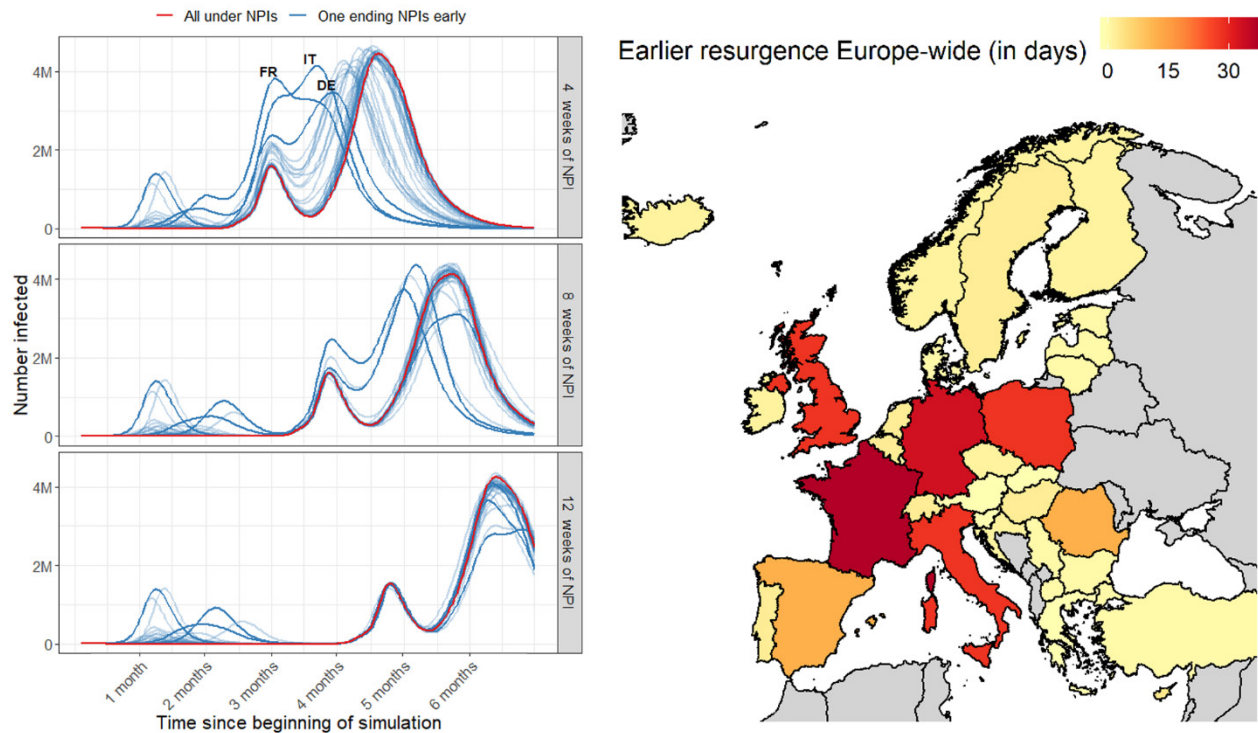 All under NPIs One ending NPIs early
Number infected
4M
2M
0
FR
IT
DE
4 weeks of NPI
4M
2M
0
8 weeks of NPI
4M
2M
0
12 weeks of NPI
1 month
2 months
3 months
4 months
5 months
6 months
Time since beginning of simulation
Earlier resurgence Europe-wide (in days)
0 15 30